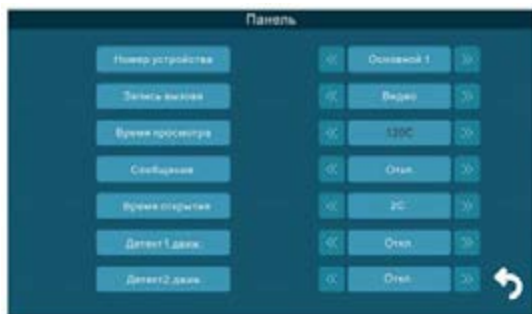 Панель
Номер устройства « Основной 1 »
Запись вызова « Видео »
Время просмотра « 120С »
Сообщение « Откл »
Время открытия « 2С »
Детект1.движ. « Откл »
Детект2.движ. « Откл »